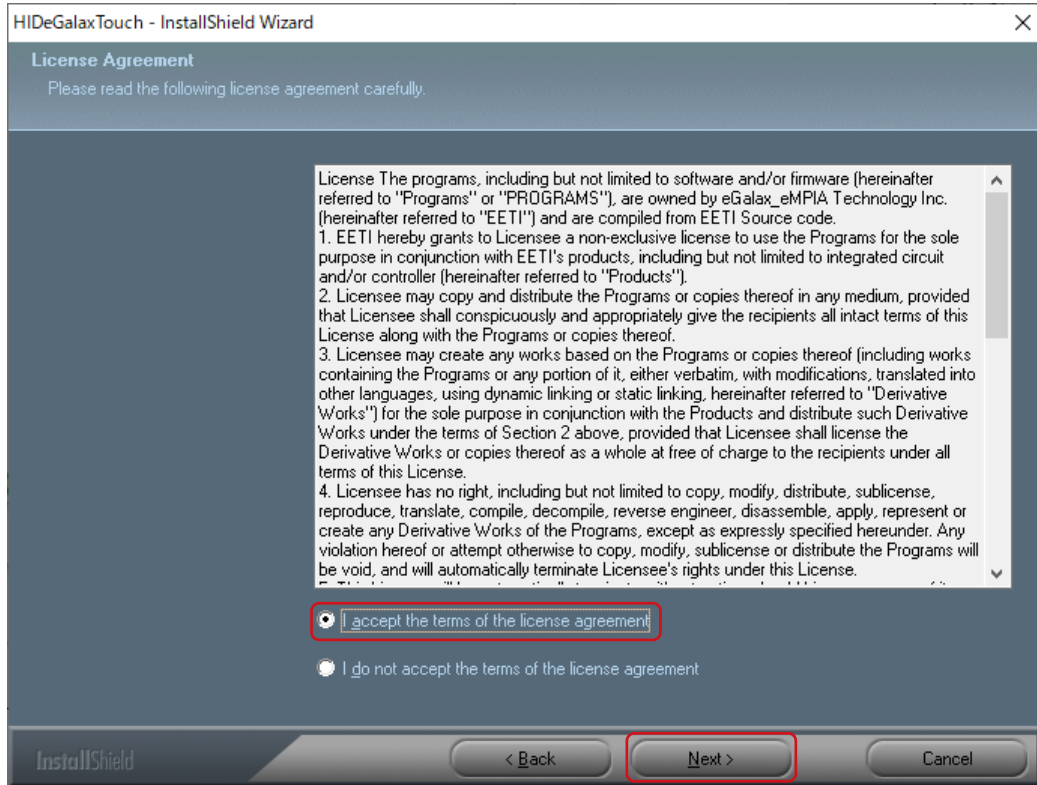 HIDeGalaxTouch - InstallShield Wizard
License Agreement
Please read the following license agreement carefully.
License The programs, including but not limited to software and/or firmware (hereinafter
referred to "Programs" or "PROGRAMS"), are owned by eGalax_eMPIA Technology Inc.
(hereinafter referred to "EETI") and are compiled from EETI Source code.
1. EETI hereby grants to Licensee a non-exclusive license to use the Programs for the sole
purpose in conjunction with EETI's products, including but not limited to integrated circuit
and/or controller (hereinafter referred to "Products").
2. Licensee may copy and distribute the Programs or copies thereof in any medium, provided
that Licensee shall conspicuously and appropriately give the recipients all intact terms of this
License along with the Programs or copies thereof.
3. Licensee may create any works based on the Programs or copies thereof (including works
containing the Programs or any portion of it, either verbatim, with modifications, translated into
other languages, using dynamic linking or static linking, hereinafter referred to "Derivative
Works") for the sole purpose in conjunction with the Products and distribute such Derivative
Works under the terms of Section 2 above, provided that Licensee shall license the
Derivative Works or copies thereof as a whole at free of charge to the recipients under all
terms of this License.
4. Licensee has no right, including but not limited to copy, modify, distribute, sublicense,
reproduce, translate, compile, decompile, reverse engineer, disassemble, apply, represent or
create any Derivative Works of the Programs, except as expressly specified hereunder. Any
violation hereof or attempt otherwise to copy, modify, sublicense or distribute the Programs will
be void, and will automatically terminate Licensee's rights under this License.
I accept the terms of the license agreement
I do not accept the terms of the license agreement
InstallShield
< Back
Next >
Cancel